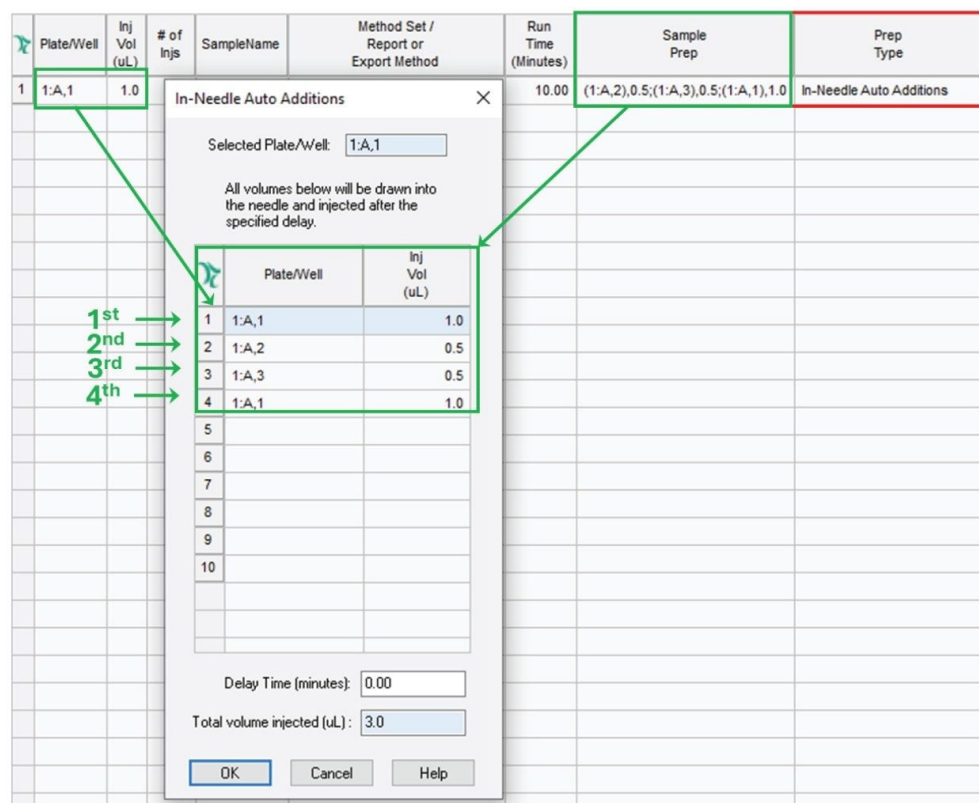 Plate/Well
Inj
Vol
(uL)
# of
Injs
SampleName
Method Set /
Report or
Export Method
Run
Time
(Minutes)
Sample
Prep
Prep
Type
1 1:A,1 1.0 10.00 (1:A,2),0.5;(1:A,3),0.5;(1:A,1),1.0 In-Needle Auto Additions
In-Needle Auto Additions
Selected Plate/Well: 1:A,1
All volumes below will be drawn into
the needle and injected after the
specified delay.
Plate/Well
Inj
Vol
(uL)
1st 1 1:A,1 1.0
2nd 2 1:A,2 0.5
3rd 3 1:A,3 0.5
4th 4 1:A,1 1.0
5
6
7
8
9
10
Delay Time (minutes): 0.00
Total volume injected (uL) : 3.0
OK Cancel Help